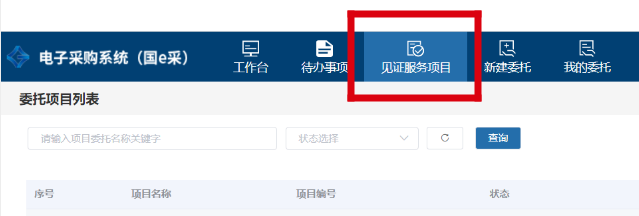 电子采购系统（国e采）
工作台 待办事项 见证服务项目 新建委托 我的委托
委托项目列表
请输入项目委托名称关键字 状态选择 查询
序号 项目名称 项目编号 状态